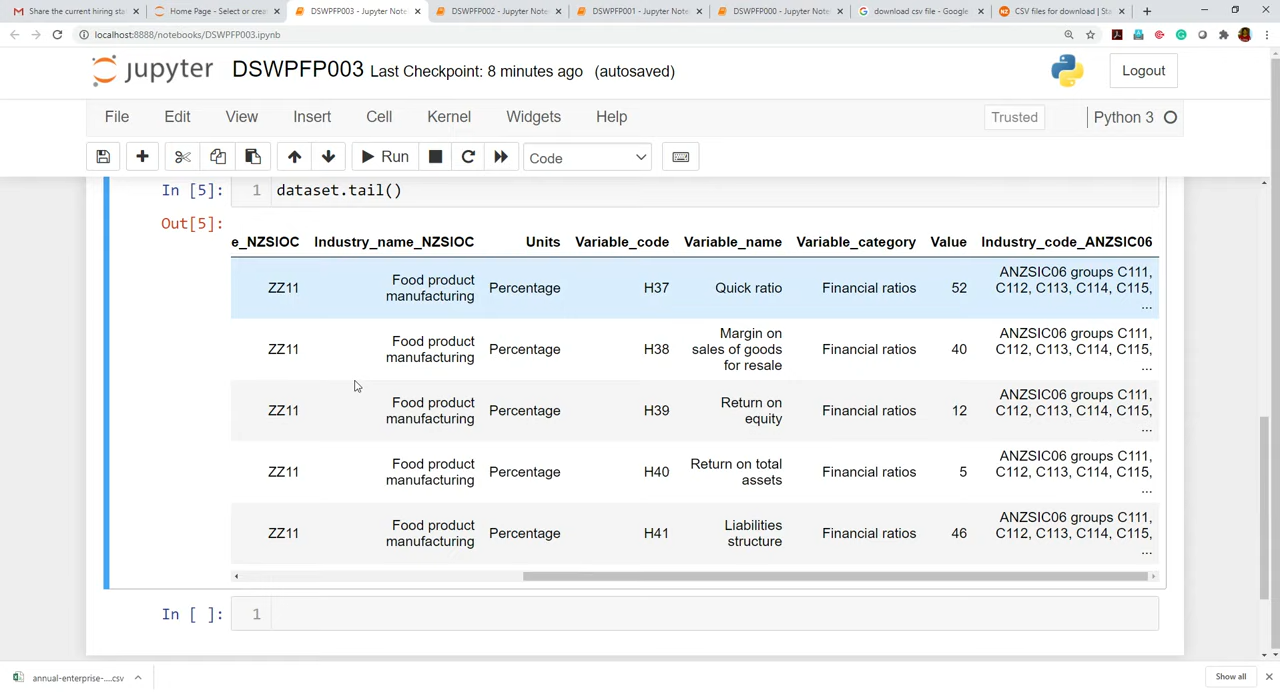 Share the current hiring sta
Home Page - Select or crea
DSWPFP003 - Jupyter Note
DSWPFP002 - Jupyter Notel
DSWPFP001 - Jupyter Notel
DSWPFP000 - Jupyter Notel
download csv file - Google
CSV files for download | Sta
localhost:8888/notebooks/DSWPFP003.ipynb
jupyter DSWPFP003 Last Checkpoint: 8 minutes ago (autosaved) Logout
File Edit View Insert Cell Kernel Widgets Help Trusted Python 3
Run Code
In [5]: 1 dataset.tail()
Out[5]:
e_NZSIOC Industry_name_NZSIOC Units Variable_code Variable_name Variable_category Value Industry_code_ANZSIC06
ZZ11 Food product manufacturing Percentage H37 Quick ratio Financial ratios 52 ANZSIC06 groups C111, C112, C113, C114, C115, ...
ZZ11 Food product manufacturing Percentage H38 Margin on sales of goods for resale Financial ratios 40 ANZSIC06 groups C111, C112, C113, C114, C115, ...
ZZ11 Food product manufacturing Percentage H39 Return on equity Financial ratios 12 ANZSIC06 groups C111, C112, C113, C114, C115, ...
ZZ11 Food product manufacturing Percentage H40 Return on total assets Financial ratios 5 ANZSIC06 groups C111, C112, C113, C114, C115, ...
ZZ11 Food product manufacturing Percentage H41 Liabilities structure Financial ratios 46 ANZSIC06 groups C111, C112, C113, C114, C115, ...
In [ ]: 1
annual-enterprise-....csv Show all